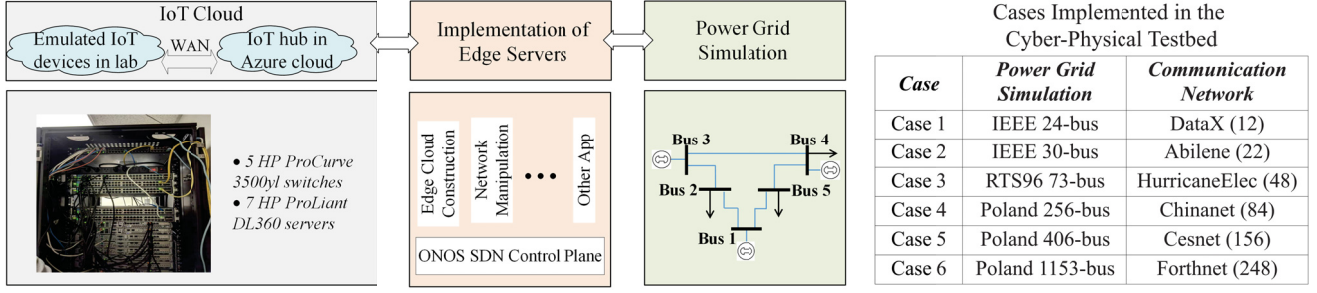 IoT Cloud
Emulated IoT
devices in lab
WAN
IoT hub in
Azure cloud
Implementation of
Edge Servers
Power Grid
Simulation
• 5 HP ProCurve
3500yl switches
• 7 HP ProLiant
DL360 servers
Edge Cloud
Construction
Network
Manipulation
•••
Other App
ONOS SDN Control Plane
Bus 3
Bus 4
Bus 2
Bus 5
Bus 1
Cases Implemented in the
Cyber-Physical Testbed
Case Power Grid Simulation Communication Network
Case 1 IEEE 24-bus DataX (12)
Case 2 IEEE 30-bus Abilene (22)
Case 3 RTS96 73-bus HurricaneElec (48)
Case 4 Poland 256-bus Chinanet (84)
Case 5 Poland 406-bus Cesnet (156)
Case 6 Poland 1153-bus Forthnet (248)